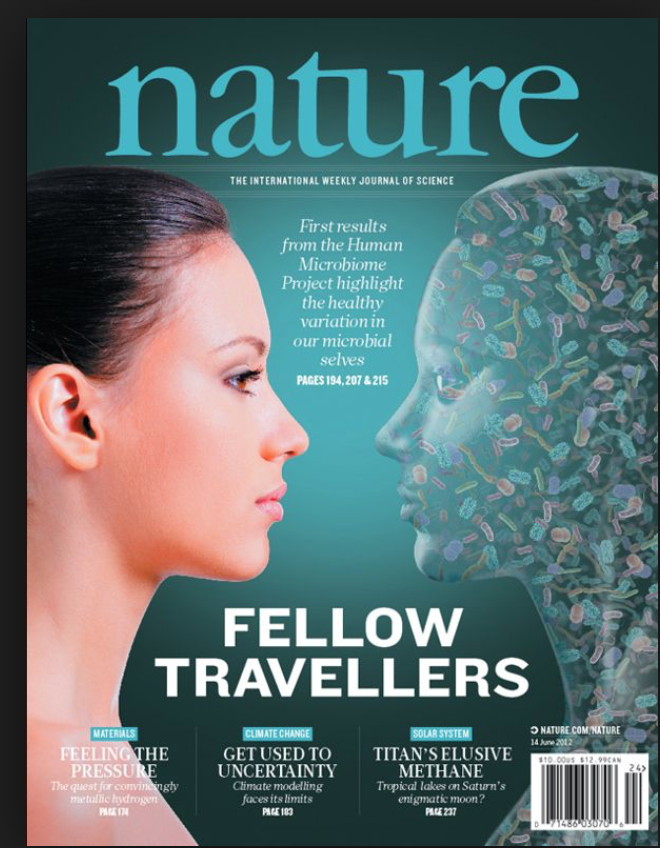 nature
THE INTERNATIONAL WEEKLY JOURNAL OF SCIENCE
First results
from the Human
Microbiome
Project highlight
the healthy
variation in
our microbial
selves
PAGES 194, 207 & 215
FELLOW
TRAVELLERS
MATERIALS
FEELING THE
PRESSURE
The quest for convincingly
metallic hydrogen
PAGE 174
CLIMATE CHANGE
GET USED TO
UNCERTAINTY
Climate modelling
faces its limits
PAGE 183
SOLAR SYSTEM
TITAN'S ELUSIVE
METHANE
Tropical lakes on Saturn's
enigmatic moon?
PAGE 237
NATURE.COM/NATURE
14 June 2012
$10.00US $12.99CAN
24>
0 71486 03070 6